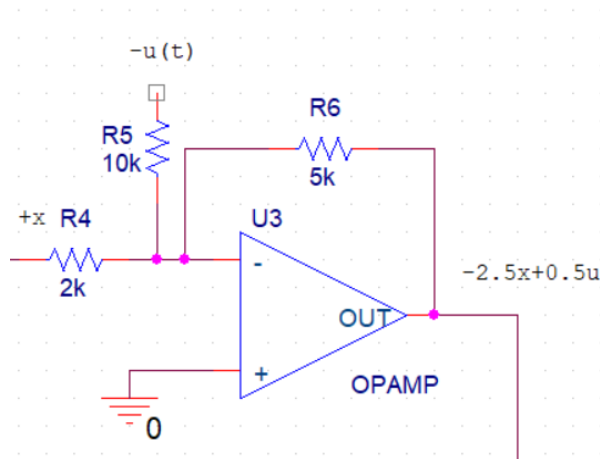 -u(t)
R5
10k
R6
5k
+x
R4
2k
U3
-
+
OUT
OPAMP
-2.5x+0.5u
0